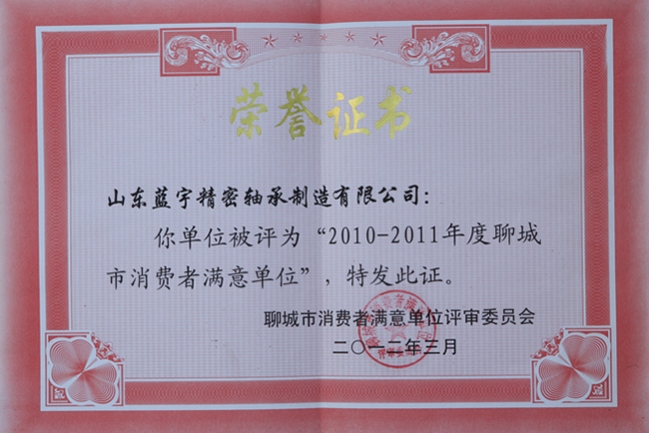 荣誉证书
山东蓝宇精密轴承制造有限公司：
你单位被评为“2010-2011年度聊城
市消费者满意单位”，特发此证。
聊城市消费者满意单位评审委员会
二〇一二年三月